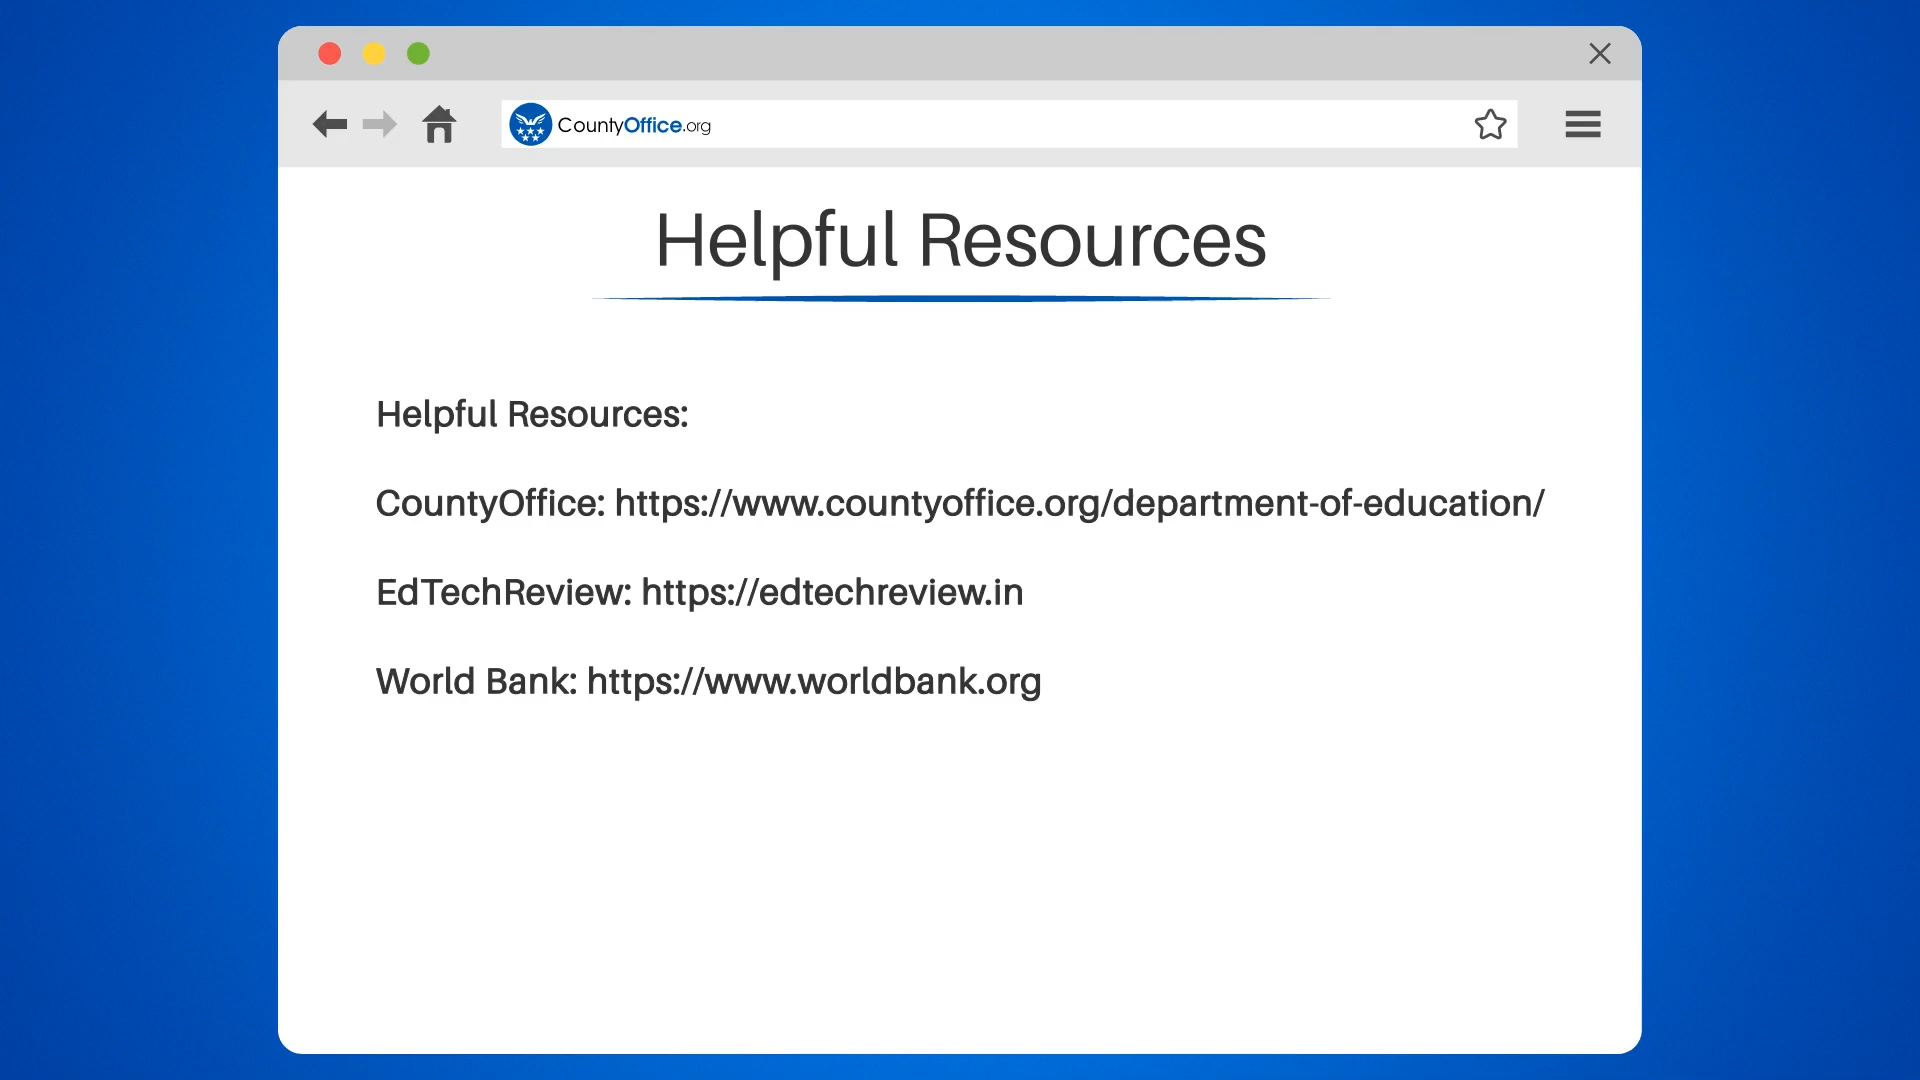 CountyOffice.org
Helpful Resources
Helpful Resources:
CountyOffice: https://www.countyoffice.org/department-of-education/
EdTechReview: https://edtechreview.in
World Bank: https://www.worldbank.org